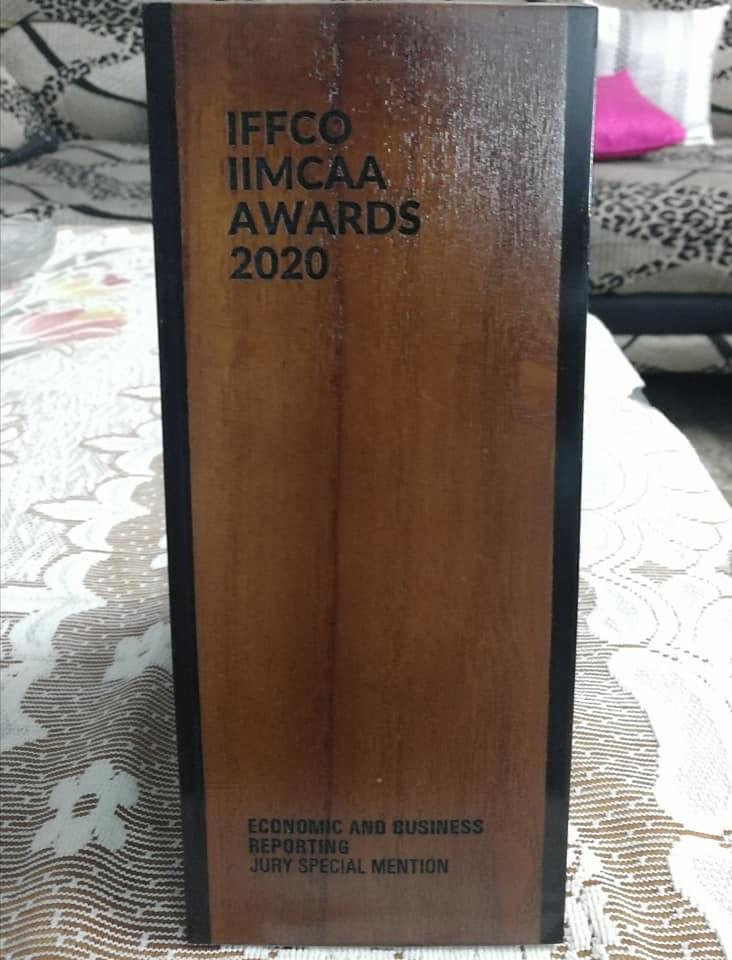 IFFCO
IIMCAA
AWARDS
2020
ECONOMIC AND BUSINESS
REPORTING
JURY SPECIAL MENTION